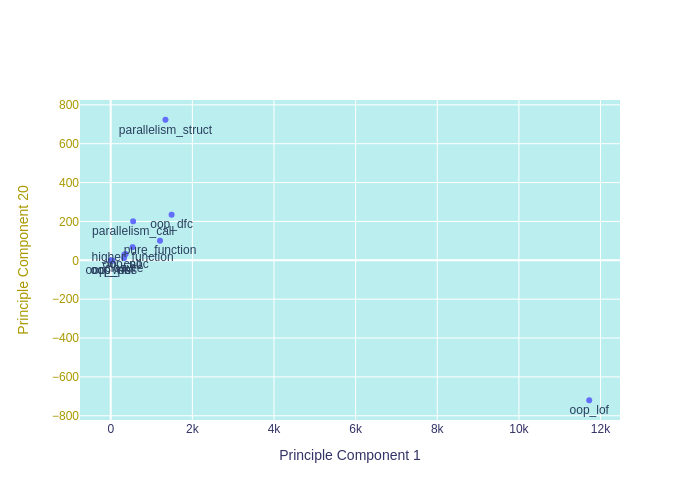 800
600
400
200
0
−200
−400
−600
−800
Principle Component 20
parallelism_struct
oop_dfc
parallelism_call
pure_function
higher_function
oop_lof
0
2k
4k
6k
8k
10k
12k
Principle Component 1